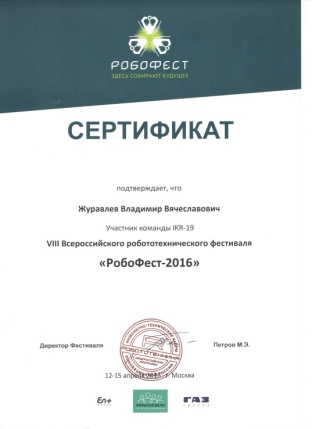 РОБОФЕСТ
ЗДЕСЬ СОБИРАЮТ БУДУЩЕЕ
СЕРТИФИКАТ
подтверждает, что
Журавлев Владимир Вячеславович
Участник команды IKR-19
VIII Всероссийского робототехнического фестиваля
«РобоФест-2016»
Директор Фестиваля
Петров М.Э.
12-15 апреля г. Москва
En+
ГАЗ